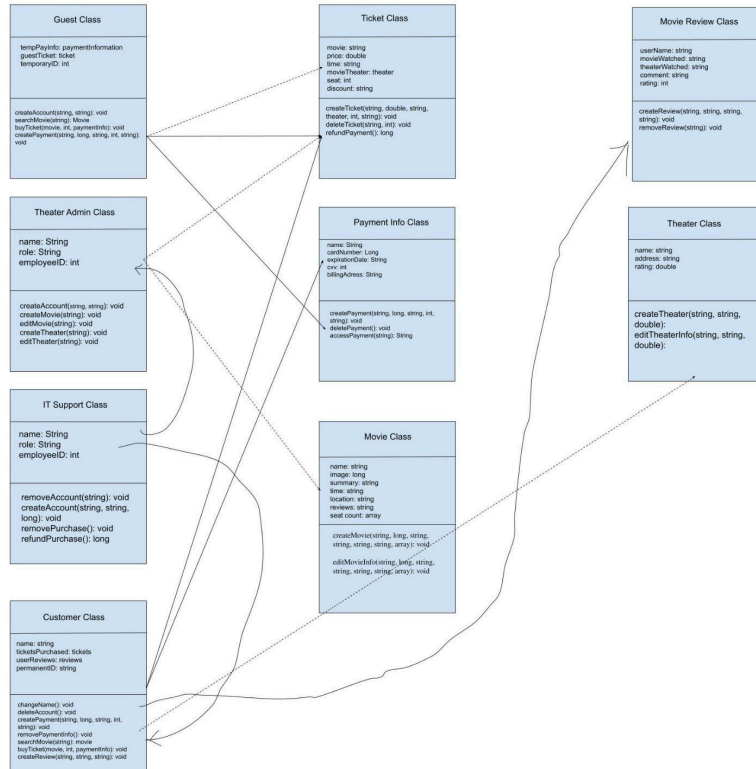 Guest Class
tempPayInfo: paymentInformation
guestTicket: ticket
temporaryID: int
createAccount(string, string): void
searchMovie(string): Movie
buyTicket(movie, int, paymentInfo): void
createPayment(string, long, string, int, string):
void
Ticket Class
movie: string
price: double
time: string
movieTheater: theater
seat: int
discount: string
createTicket(string, double, string,
theater, int, string): void
deleteTicket(string, int): void
refundPayment(): long
Movie Review Class
userName: string
movieWatched: string
theaterWatched: string
comment: string
rating: int
createReview(string, string, string,
string): void
removeReview(string): void
Theater Admin Class
name: String
role: String
employeeID: int
createAccount(string, string): void
createMovie(string): void
editMovie(string): void
createTheater(string): void
editTheater(string): void
Payment Info Class
name: String
cardNumber: Long
expirationDate: String
cvv: int
billingAdress: String
createPayment(string, long, string, int,
string): void
deletePayment(): void
accessPayment(string): String
Theater Class
name: string
address: string
rating: double
createTheater(string, string,
double):
editTheaterInfo(string, string,
double):
IT Support Class
name: String
role: String
employeeID: int
removeAccount(string): void
createAccount(string, string,
long): void
removePurchase(): void
refundPurchase(): long
Movie Class
name: string
image: long
summary: string
time: string
location: string
reviews: string
seat count: array
createMovie(string, long, string,
string, string, string, array): void
editMovieInfo(string, long, string,
string, string, string, array): void
Customer Class
name: string
ticketsPurchased: tickets
userReviews: reviews
permanentID: string
changeName(): void
deleteAccount(): void
createPayment(string, long, string, int,
string): void
removePaymentInfo(): void
searchMovie(string): movie
buyTicket(movie, int, paymentInfo): void
createReview(string, string, string): void